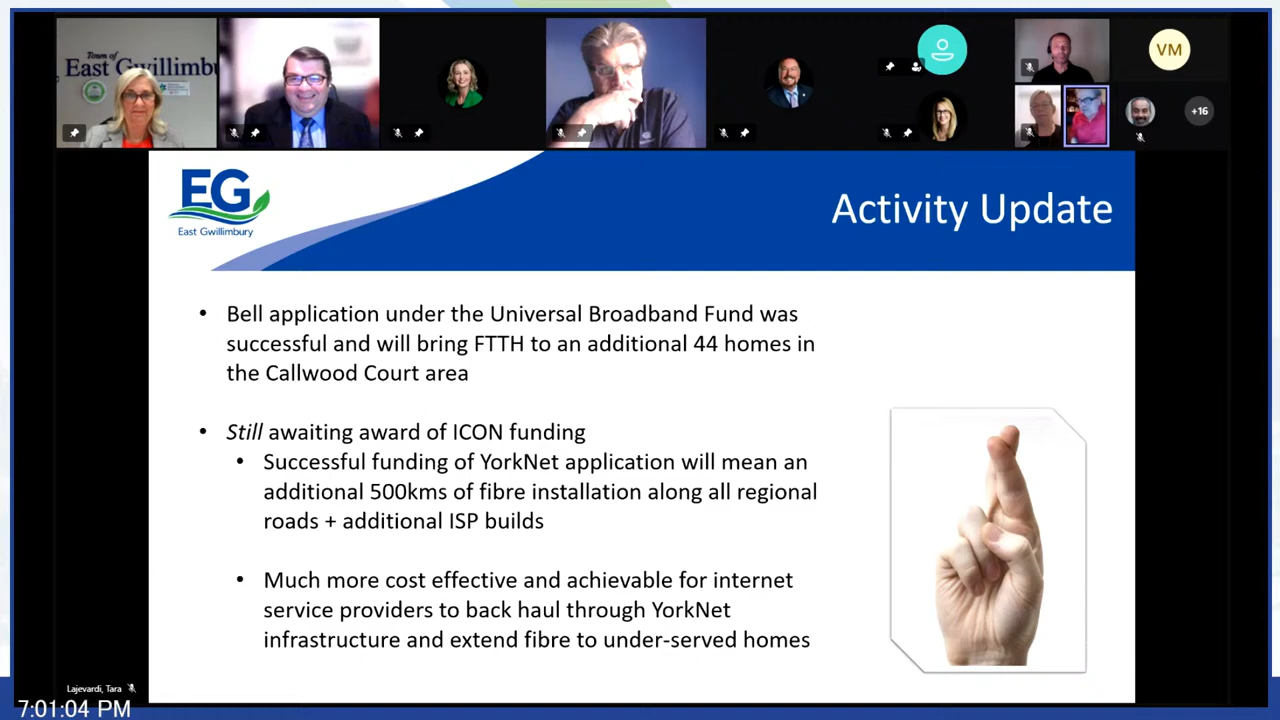 Town of
East Gwillimbu
VM
+16
EG
East Gwillimbury
Activity Update
• Bell application under the Universal Broadband Fund was
successful and will bring FTTH to an additional 44 homes in
the Callwood Court area
• Still awaiting award of ICON funding
• Successful funding of YorkNet application will mean an
additional 500kms of fibre installation along all regional
roads + additional ISP builds
• Much more cost effective and achievable for internet
service providers to back haul through YorkNet
infrastructure and extend fibre to under-served homes
Lajevardi, Tara
7:01:04 PM